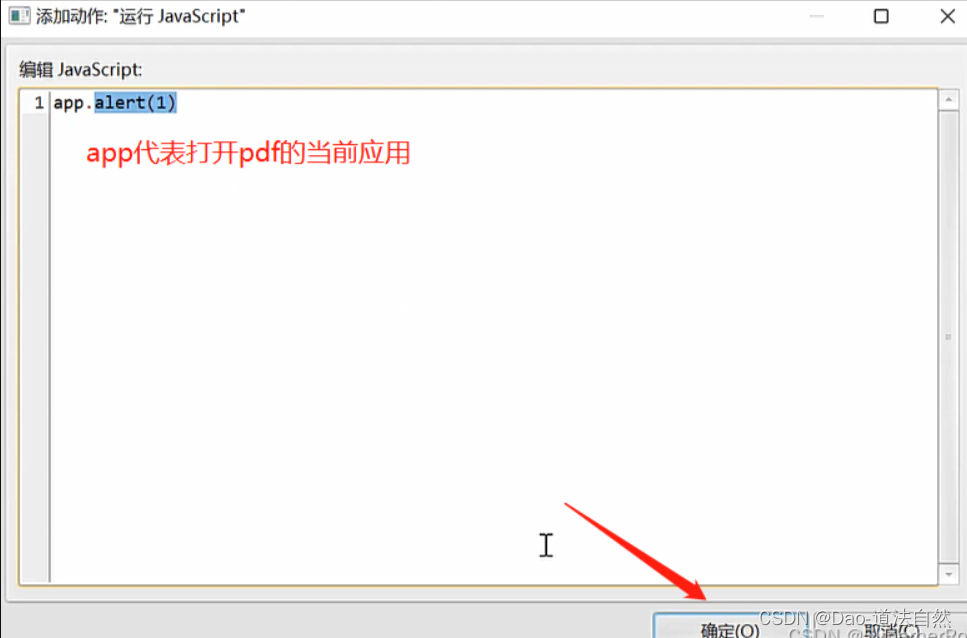 添加动作: "运行 JavaScript"
编辑 JavaScript:
1 app.alert(1)
app代表打开pdf的当前应用
确定(O) 取消(C)
CSDN @Dao-道法自然
CSDN @